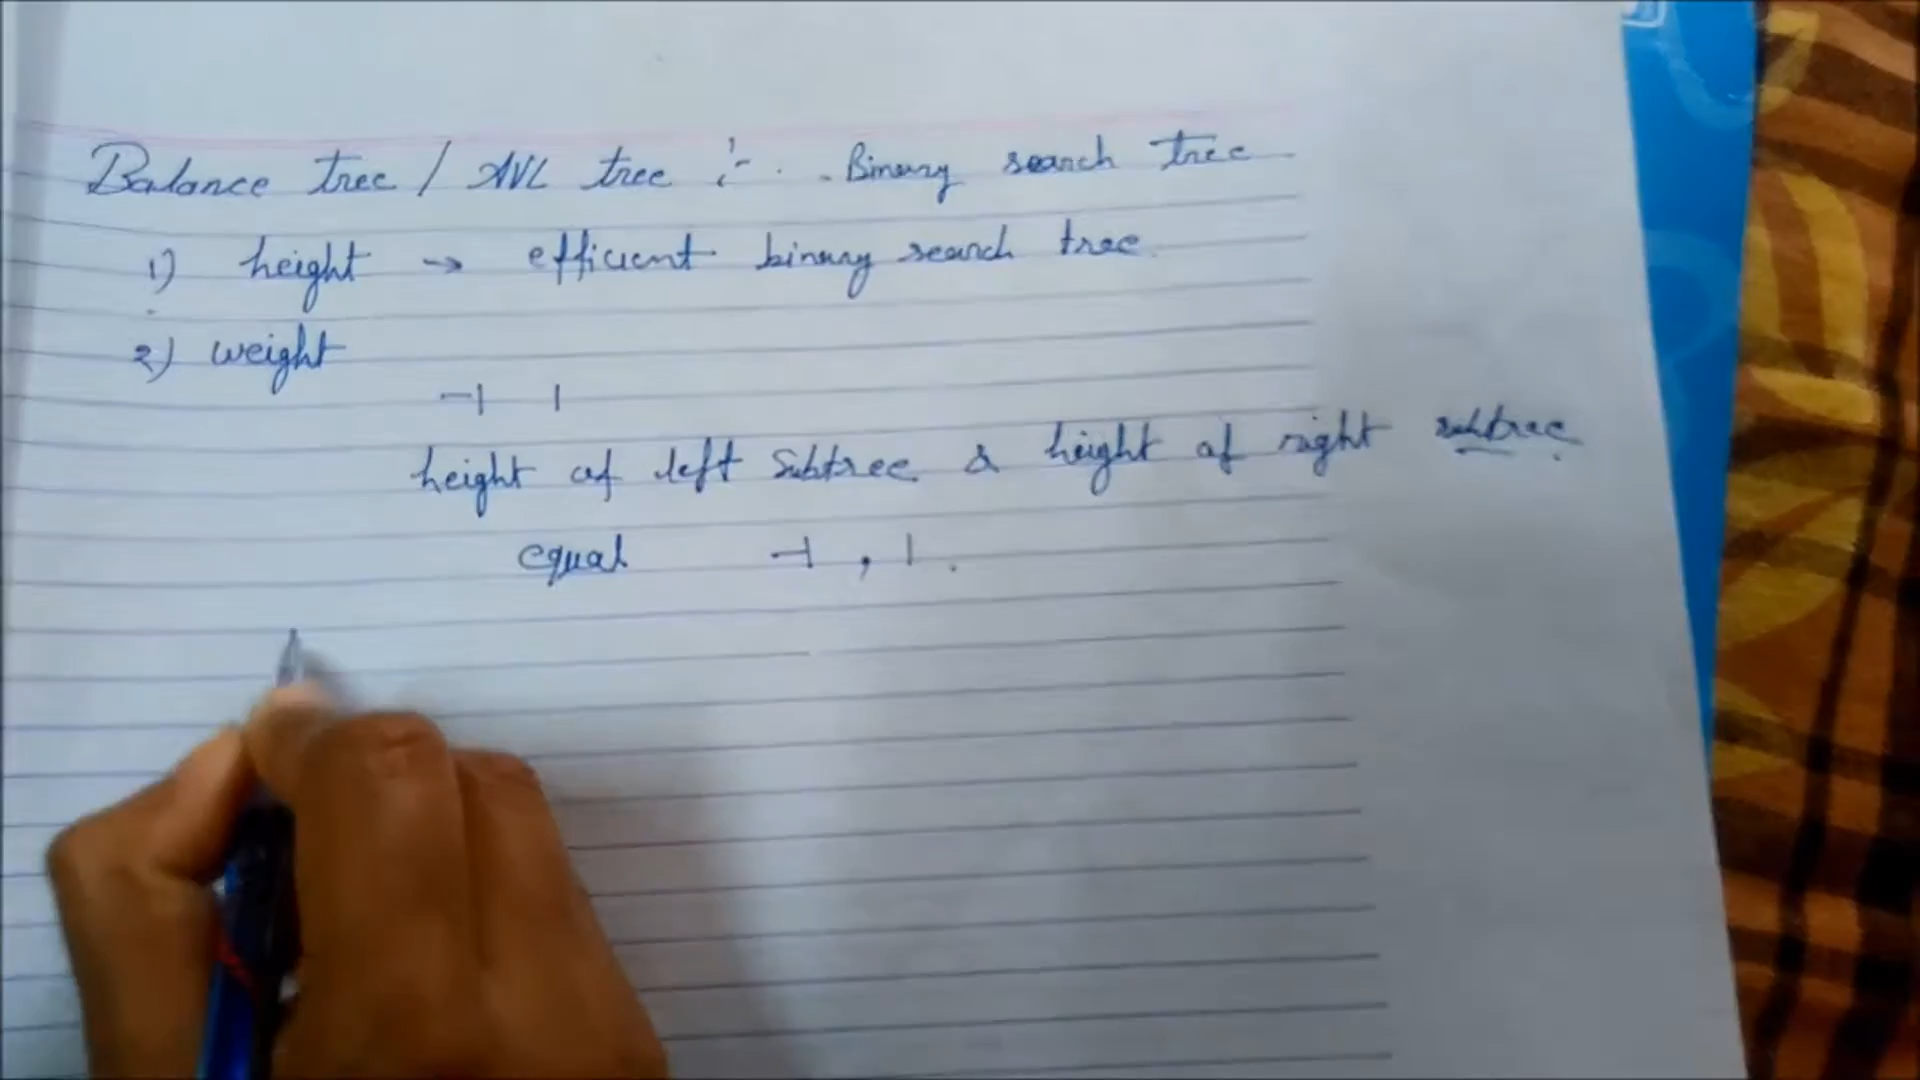 Balance tree / AVL tree :- Binary search tree
1) height → efficient binary search tree
2) weight
-1 1
height of left Subtree & height of right subtree
equal -1 , 1 .